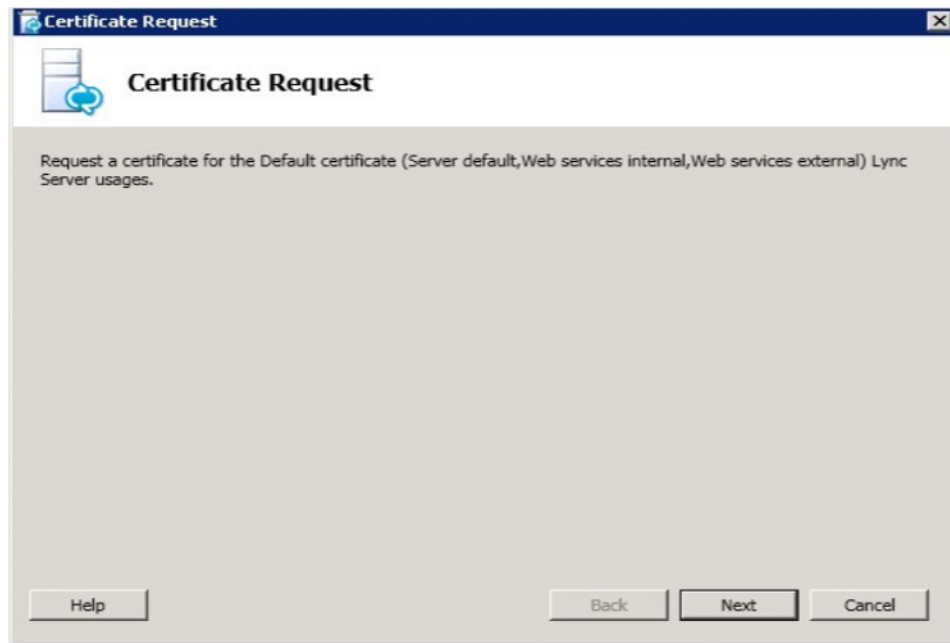 Certificate Request
Certificate Request
Request a certificate for the Default certificate (Server default,Web services internal,Web services external) Lync
Server usages.
Help
Back
Next
Cancel